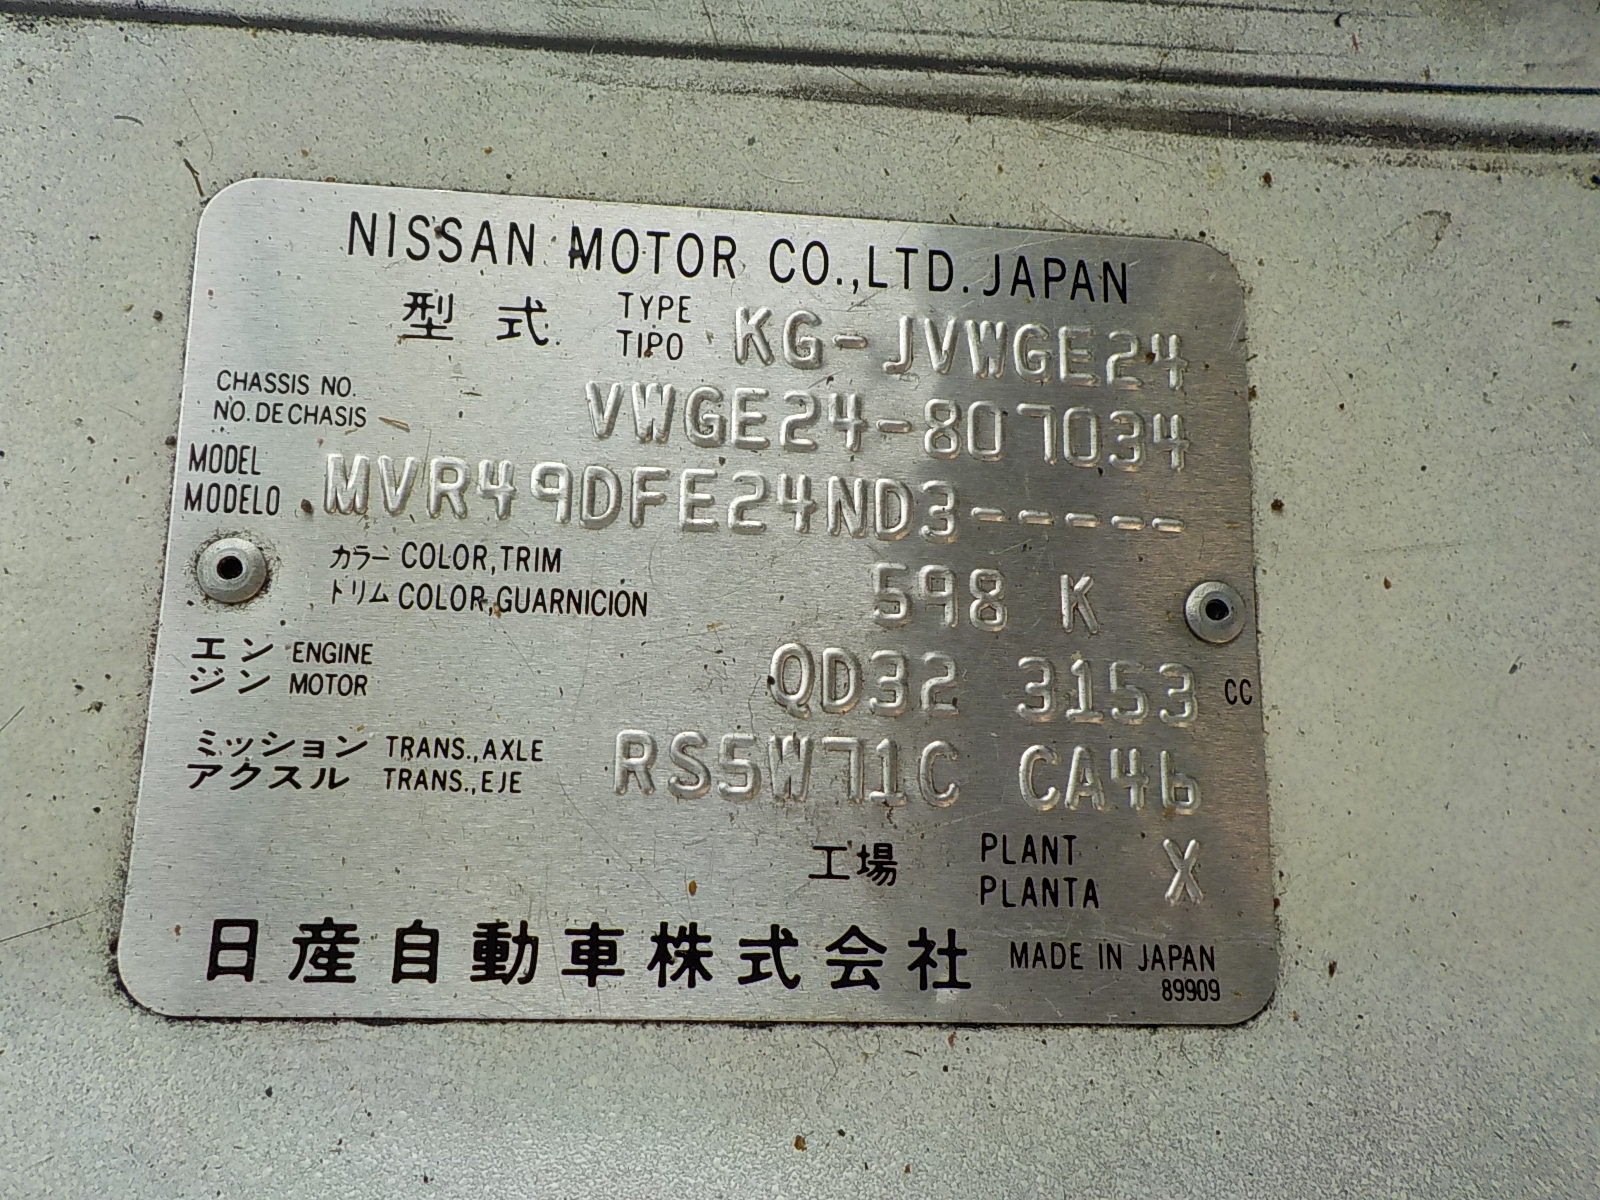 NISSAN MOTOR CO.,LTD. JAPAN
型式 TYPE TIPO KG-JVWGE24
CHASSIS NO. NO. DE CHASIS VWGE24-807034
MODEL MODELO MVR49DFE24ND3-----
カラー COLOR,TRIM
トリム COLOR,GUARNICIÓN 598 K
エンジン ENGINE MOTOR QD32 3153 CC
ミッション TRANS.,AXLE
アクスル TRANS.,EJE RS5W71C CA46
工場 PLANT PLANTA X
日産自動車株式会社 MADE IN JAPAN
89909